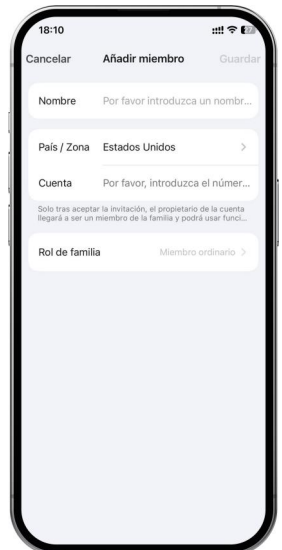 18:10
Cancelar Añadir miembro Guardar
Nombre Por favor introduzca un nombr...
País / Zona Estados Unidos
Cuenta Por favor, introduzca el númer...
Solo tras aceptar la invitación, el propietario de la cuenta
llegará a ser un miembro de la familia y podrá usar funci...
Rol de familia Miembro ordinario